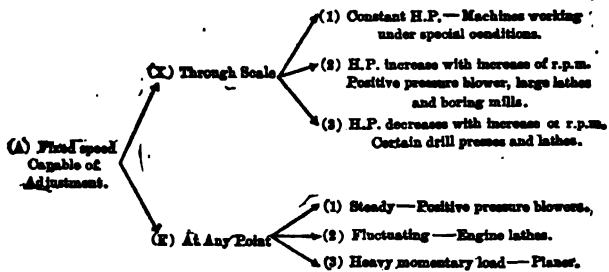 (1) Constant H.P.—Machines working
under special conditions.
(X) Through Scale
(2) H.P. increase with increase of r.p.m.
Positive pressure blower, large lathes
and boring mills.
(3) H.P. decreases with increase of r.p.m.
Certain drill presses and lathes.
(A) Fixed speed
Capable of
Adjustment.
(1) Steady—Positive pressure blowers.,
(E) At Any Point
(2) Fluctuating—Engine lathes.
(3) Heavy momentary load—Planer.